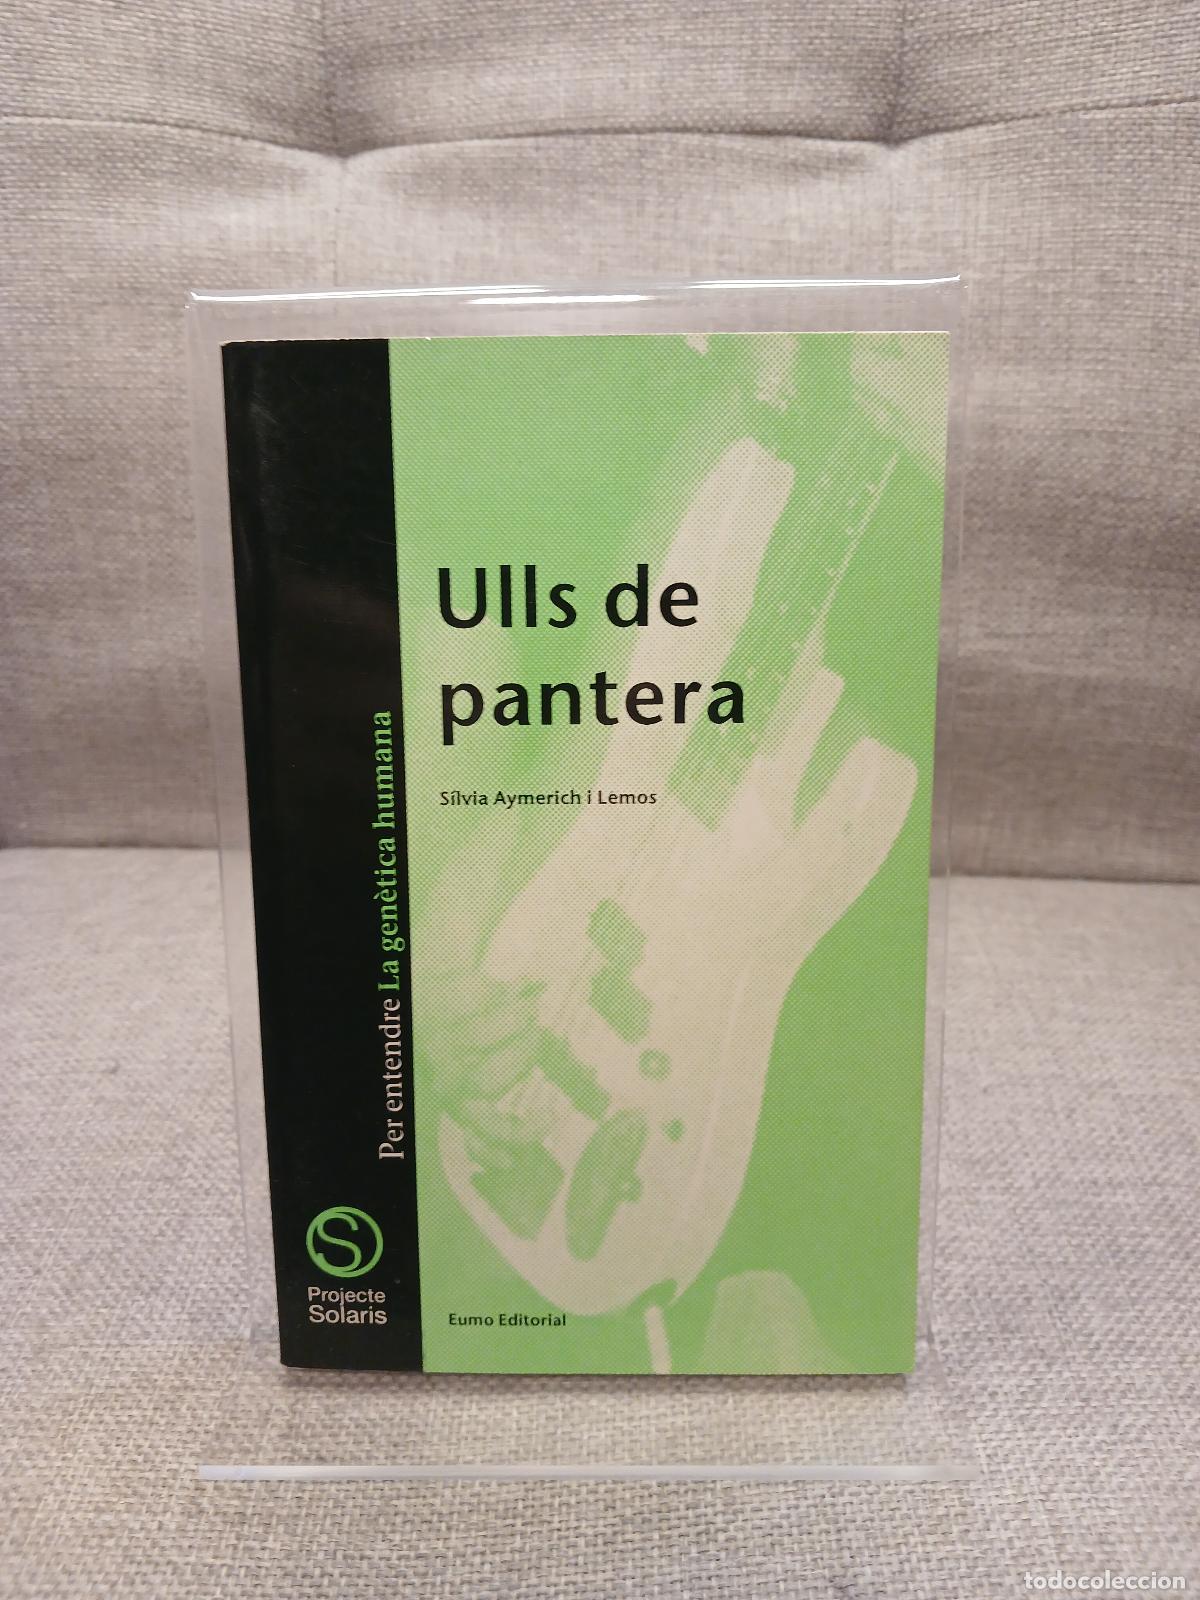 Ulls de
pantera
Sílvia Aymerich i Lemos
Per entendre La genètica humana
S
Projecte
Solaris
Eumo Editorial
todocoleccion